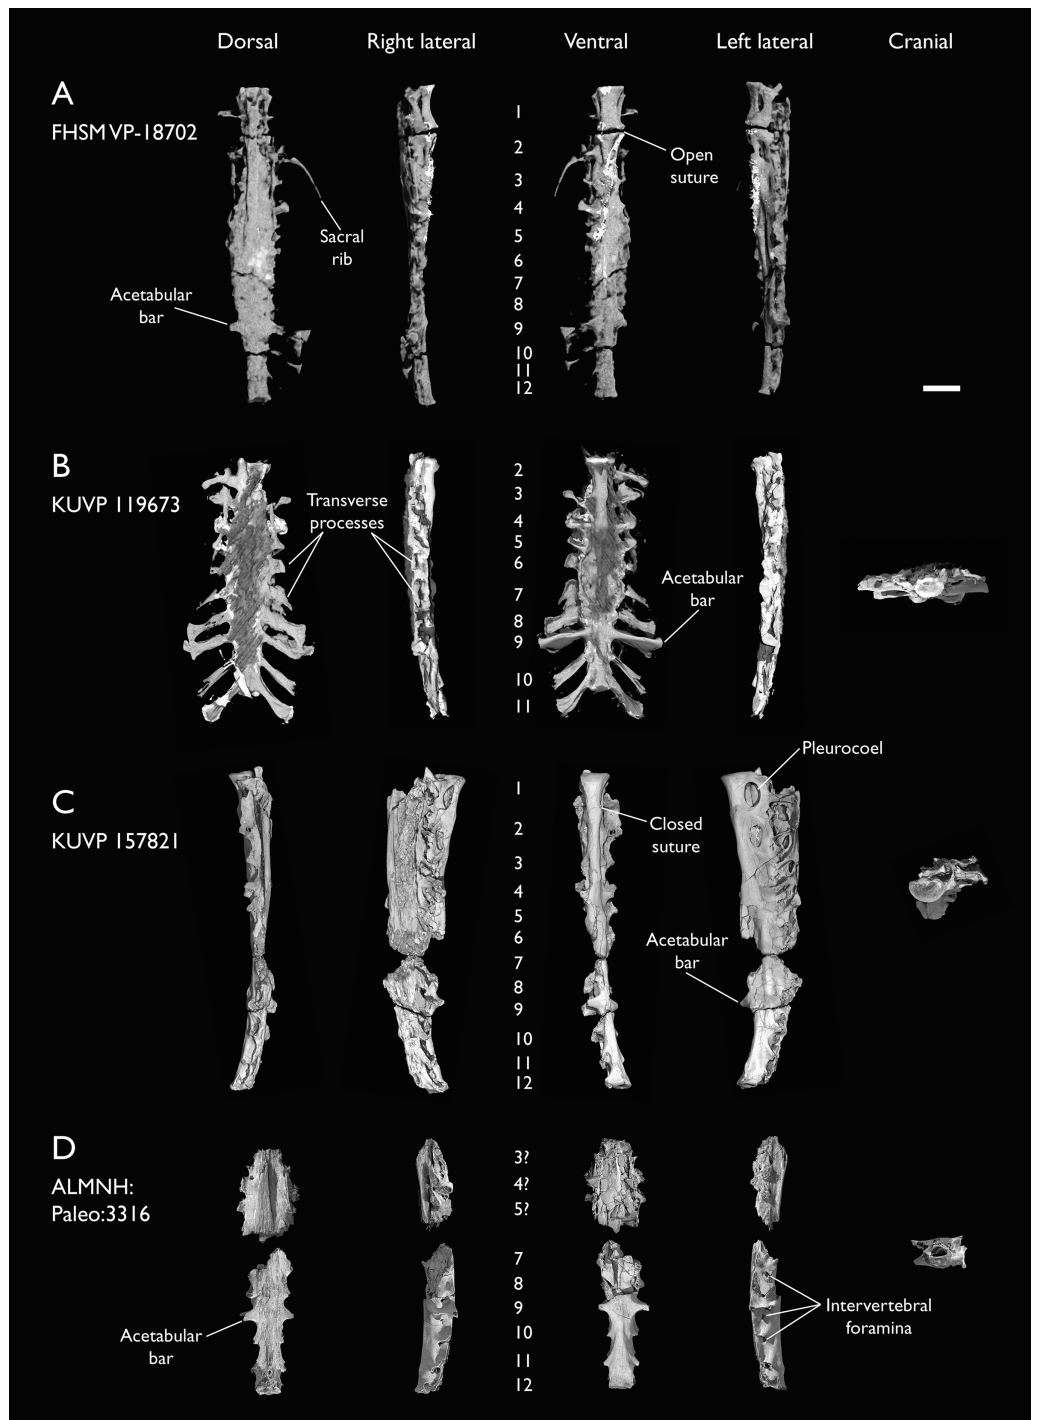 Dorsal Right lateral Ventral Left lateral Cranial
A
FHSM VP-18702
1
2
3
4
5
6
7
8
9
10
11
12
Open
suture
Sacral
rib
Acetabular
bar
B
KUVP 119673
2
3
4
5
6
7
8
9
10
11
Transverse
processes
Acetabular
bar
C
KUVP 157821
1
2
3
4
5
6
7
8
9
10
11
12
Pleurocoel
Closed
suture
Acetabular
bar
D
ALMNH:
Paleo:3316
3?
4?
5?
7
8
9
10
11
12
Acetabular
bar
Intervertebral
foramina